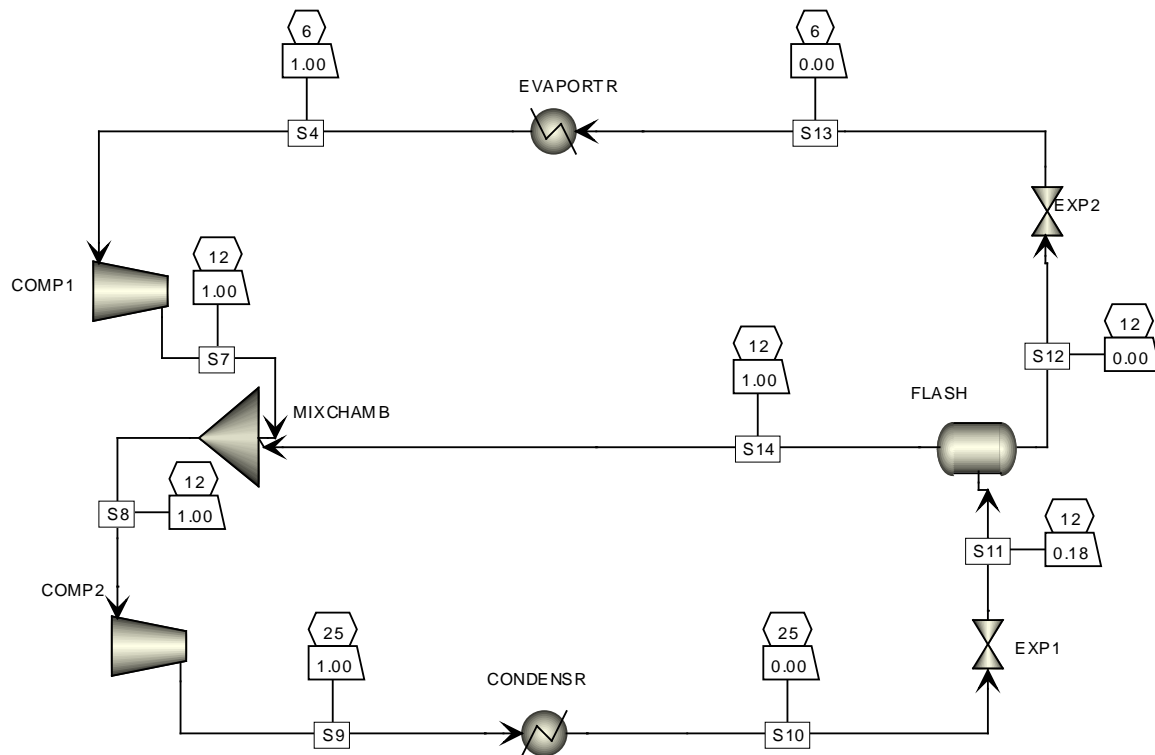 6
1.00
S4
EVAPORTR
6
0.00
S13
EXP2
COMP1
12
1.00
S7
MIXCHAMB
12
1.00
S14
FLASH
12
0.00
S12
12
1.00
S8
12
0.18
S11
COMP2
25
1.00
S9
CONDENSR
25
0.00
S10
EXP1